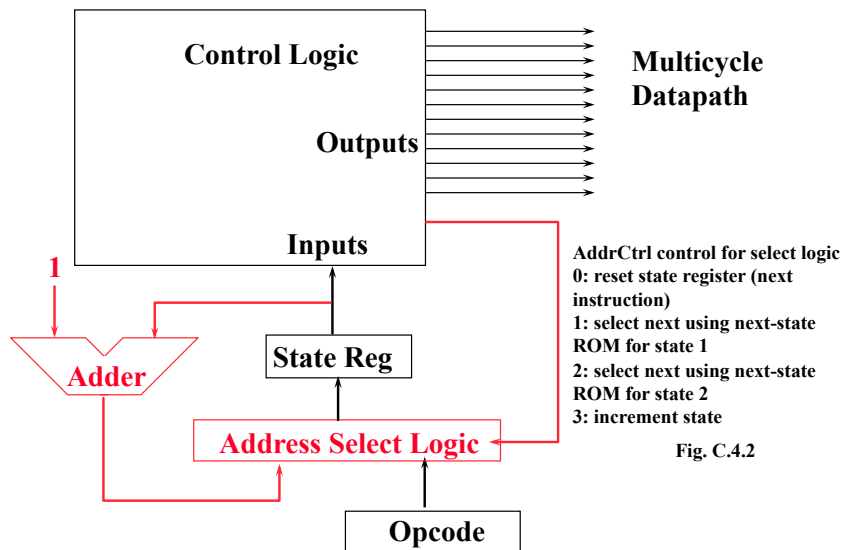 Control Logic
Multicycle
Datapath
Outputs
Inputs
1
AddrCtrl control for select logic
0: reset state register (next
instruction)
1: select next using next-state
ROM for state 1
2: select next using next-state
ROM for state 2
3: increment state
State Reg
Adder
Address Select Logic
Fig. C.4.2
Opcode